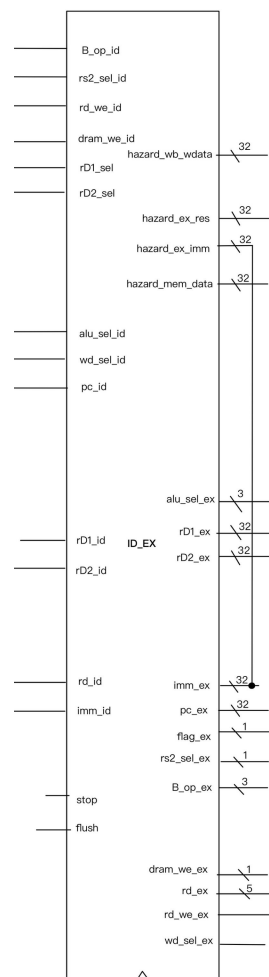 B_op_id
rs2_sel_id
rd_we_id
dram_we_id
hazard_wb_wdata 32
rD1_sel
rD2_sel
hazard_ex_res 32
hazard_ex_imm 32
hazard_mem_data 32
alu_sel_id
wd_sel_id
pc_id
alu_sel_ex 3
rD1_ex 32
rD1_id ID_EX
rD2_ex 32
rD2_id
rd_id
imm_ex 32
imm_id
pc_ex 32
flag_ex 1
rs2_sel_ex 1
B_op_ex 3
stop
flush
dram_we_ex 1
rd_ex 5
rd_we_ex
wd_sel_ex